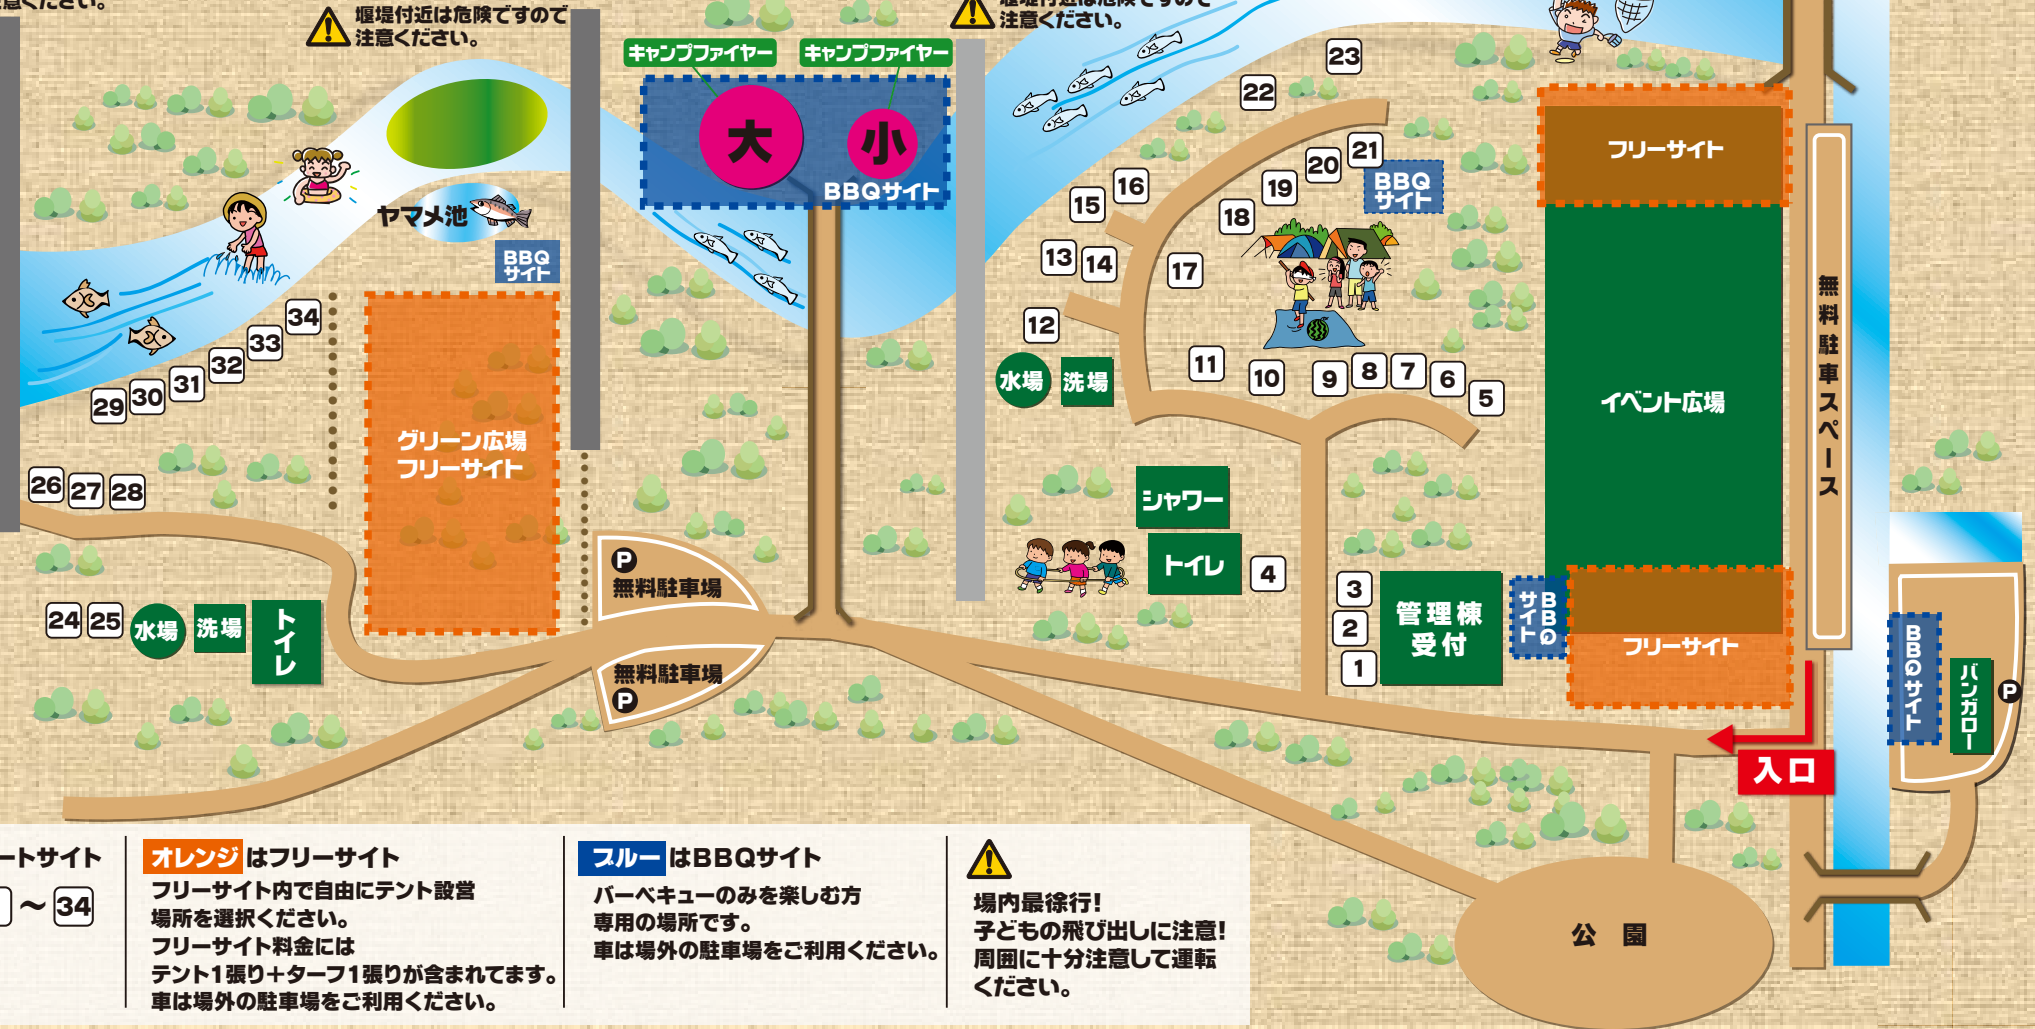 意ください。
堰堤付近は危険ですので
注意ください。
キャンプファイヤー
キャンプファイヤー
大
小
BBQサイト
注意ください。
23
22
21
20
19
18
17
16
15
14
13
12
11
10
9
8
7
6
5
BBQ
サイト
フリーサイト
イベント広場
無料駐車スペース
ヤマメ池
BBQ
サイト
34
33
32
31
30
29
グリーン広場
フリーサイト
26
27
28
水場
洗場
シャワー
トイレ
4
3
2
1
管理棟
受付
BBQ
サイト
フリーサイト
P
無料駐車場
無料駐車場
P
24
25
水場
洗場
トイレ
BBQサイト
バンガロー
P
入口
公園
ートサイト
～34
オレンジはフリーサイト
フリーサイト内で自由にテント設営
場所を選択ください。
フリーサイト料金には
テント1張り＋ターフ1張りが含まれてます。
車は場外の駐車場をご利用ください。
ブルーはBBQサイト
バーベキューのみを楽しむ方
専用の場所です。
車は場外の駐車場をご利用ください。
場内最徐行！
子どもの飛び出しに注意！
周囲に十分注意して運転
ください。